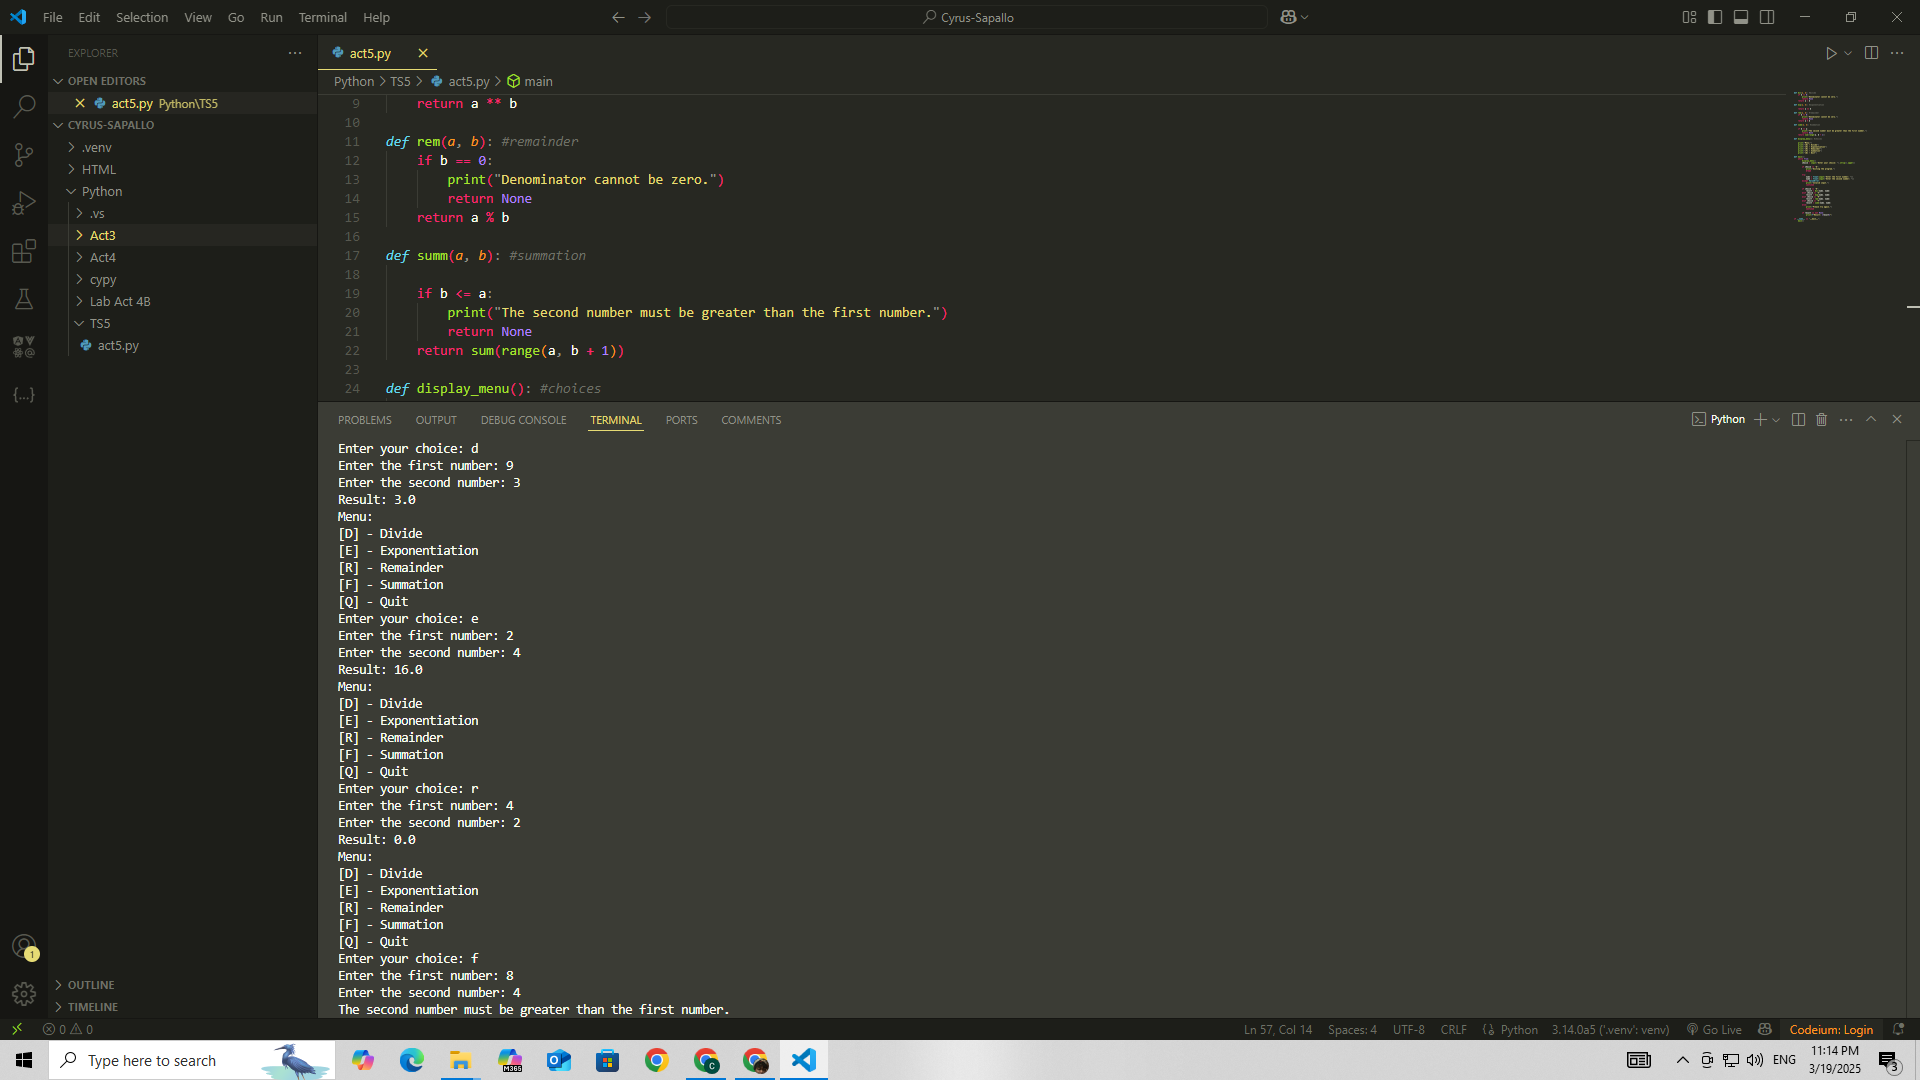 File Edit Selection View Go Run Terminal Help
Cyrus-Sapallo
EXPLORER
OPEN EDITORS
act5.py Python\TS5
CYRUS-SAPALLO
.venv
HTML
Python
.vs
Act3
Act4
cypy
Lab Act 4B
TS5
act5.py
OUTLINE
TIMELINE
act5.py
Python > TS5 > act5.py > main
9 return a ** b
10
11 def rem(a, b): #remainder
12 if b == 0:
13 print("Denominator cannot be zero.")
14 return None
15 return a % b
16
17 def summ(a, b): #summation
18
19 if b <= a:
20 print("The second number must be greater than the first number.")
21 return None
22 return sum(range(a, b + 1))
23
24 def display_menu(): #choices
PROBLEMS OUTPUT DEBUG CONSOLE TERMINAL PORTS COMMENTS
Python
Enter your choice: d
Enter the first number: 9
Enter the second number: 3
Result: 3.0
Menu:
[D] - Divide
[E] - Exponentiation
[R] - Remainder
[F] - Summation
[Q] - Quit
Enter your choice: e
Enter the first number: 2
Enter the second number: 4
Result: 16.0
Menu:
[D] - Divide
[E] - Exponentiation
[R] - Remainder
[F] - Summation
[Q] - Quit
Enter your choice: r
Enter the first number: 4
Enter the second number: 2
Result: 0.0
Menu:
[D] - Divide
[E] - Exponentiation
[R] - Remainder
[F] - Summation
[Q] - Quit
Enter your choice: f
Enter the first number: 8
Enter the second number: 4
The second number must be greater than the first number.
1
0 0 Ln 57, Col 14 Spaces: 4 UTF-8 CRLF Python 3.14.0a5 ('.venv': venv) Go Live Codeium: Login
Type here to search
M365
C
ENG
11:14 PM
3/19/2025
3